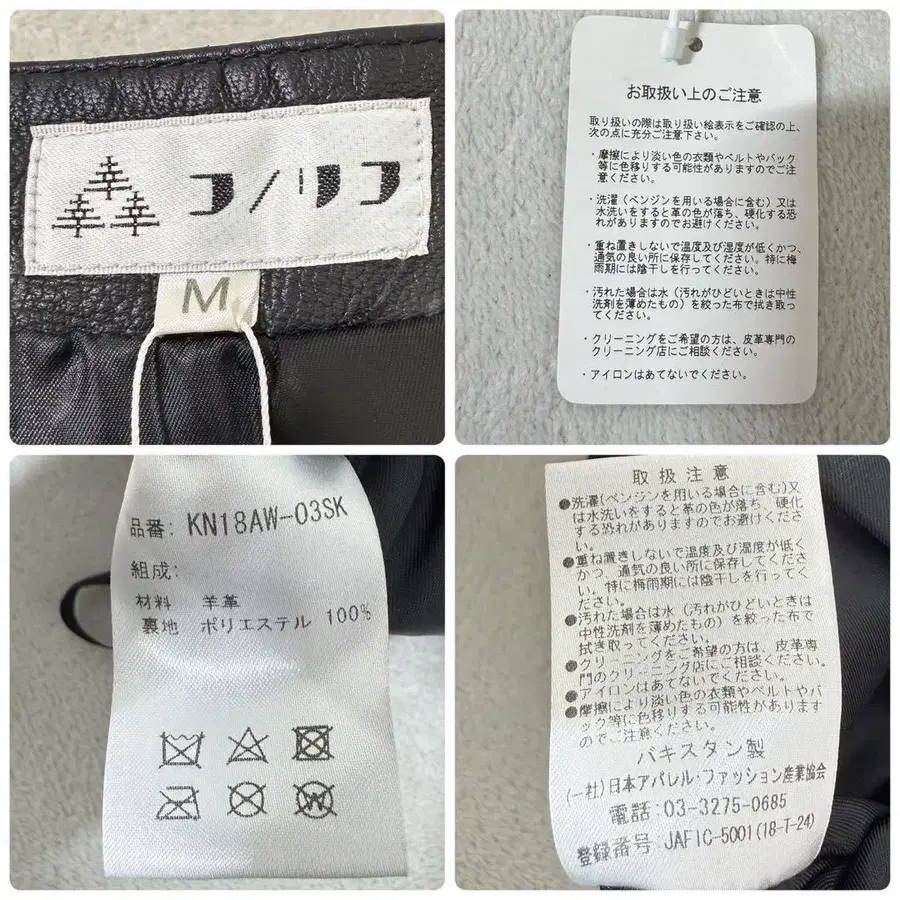 コノリコ
M
お取扱い上のご注意
取り扱いの際は取り扱い絵表示をご確認の上、
次の点に充分ご注意下さい。
・摩擦により淡い色の衣類やベルトやバック
等に色移りする可能性がありますのでご注
意ください。
・洗濯(ベンジンを用いる場合に含む)又は
水洗いをすると革の色が落ち、硬化する恐
れがありますのでお避けください。
・重ね置きしないで温度及び湿度が低くかつ、
通気の良い所に保存してください。特に梅
雨期には陰干しを行ってください。
・汚れた場合は水(汚れがひどいときは中性
洗剤を薄めたもの)を絞った布で拭き取っ
てください。
・クリーニングをご希望の方は、皮革専門の
クリーニング店にご相談ください。
・アイロンはあてないでください。
品番: KN18AW-03SK
組成:
材料 羊革
裏地 ポリエステル 100%
取扱注意
●洗濯(ベンジンを用いる場合に含む)又
は水洗いをすると革の色が落ち、硬化
する恐れがありますのでお避けくださ
い。
●重ね置きしないで温度及び湿度が低く
かつ、通気の良い所に保存してくださ
い。特に梅雨期には陰干しを行ってく
ださい。
●汚れた場合は水(汚れがひどいときは
中性洗剤を薄めたもの)を絞った布で
拭き取ってください。
●クリーニングをご希望の方は、皮革専
門のクリーニング店にご相談ください。
●アイロンはあてないでください。
●摩擦により淡い色の衣類やベルトやバ
ック等に色移りする可能性があります
のでご注意ください。
パキスタン製
(一社)日本アパレル・ファッション産業協会
電話:03-3275-0685
登録番号 JAFIC-5001(18-T-24)